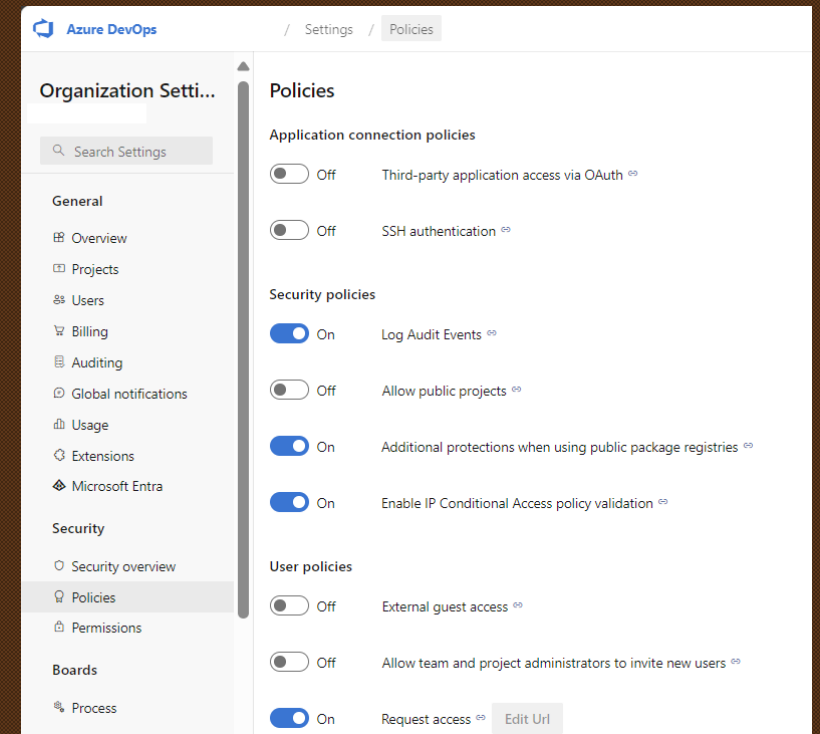 Azure DevOps / Settings / Policies
Organization Setti...
Search Settings
General
Overview
Projects
Users
Billing
Auditing
Global notifications
Usage
Extensions
Microsoft Entra
Security
Security overview
Policies
Permissions
Boards
Process
Policies
Application connection policies
Off Third-party application access via OAuth
Off SSH authentication
Security policies
On Log Audit Events
Off Allow public projects
On Additional protections when using public package registries
On Enable IP Conditional Access policy validation
User policies
Off External guest access
Off Allow team and project administrators to invite new users
On Request access Edit Url